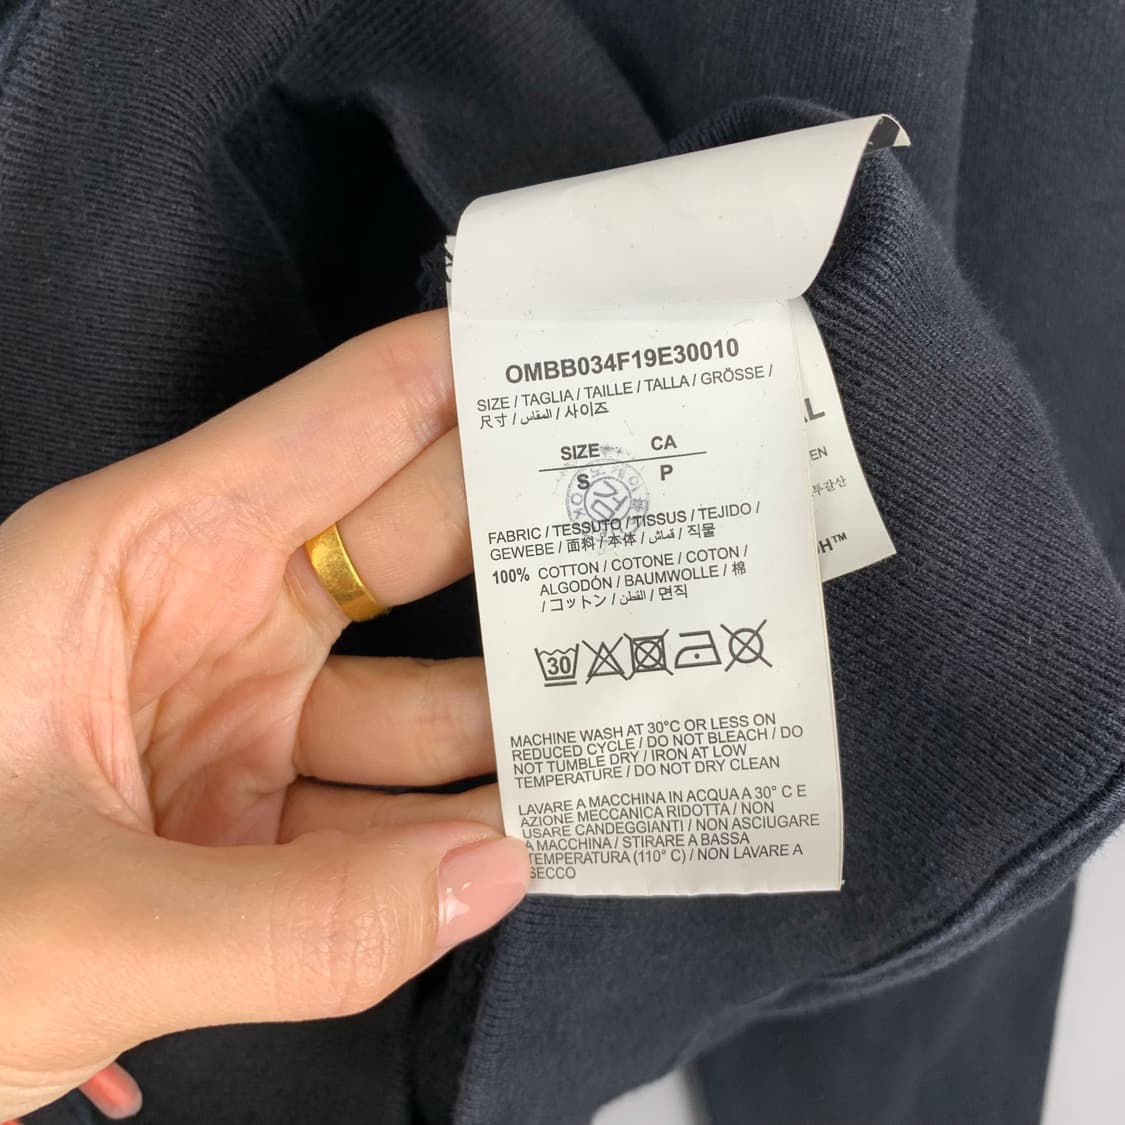 OMBB034F19E30010
SIZE / TAGLIA / TAILLE / TALLA / GRÖSSE /
尺寸 / المقاس / 사이즈
SIZE CA
S P
FABRIC / TESSUTO / TISSUS / TEJIDO /
GEWEBE / 面料 / 本体 / قماش / 직물
100% COTTON / COTONE / COTON /
ALGODÓN / BAUMWOLLE / 棉
/ コットン / القطن / 면직
30
MACHINE WASH AT 30°C OR LESS ON
REDUCED CYCLE / DO NOT BLEACH / DO
NOT TUMBLE DRY / IRON AT LOW
TEMPERATURE / DO NOT DRY CLEAN
LAVARE A MACCHINA IN ACQUA A 30° C E
AZIONE MECCANICA RIDOTTA / NON
USARE CANDEGGIANTI / NON ASCIUGARE
A MACCHINA / STIRARE A BASSA
TEMPERATURA (110° C) / NON LAVARE A
SECCO